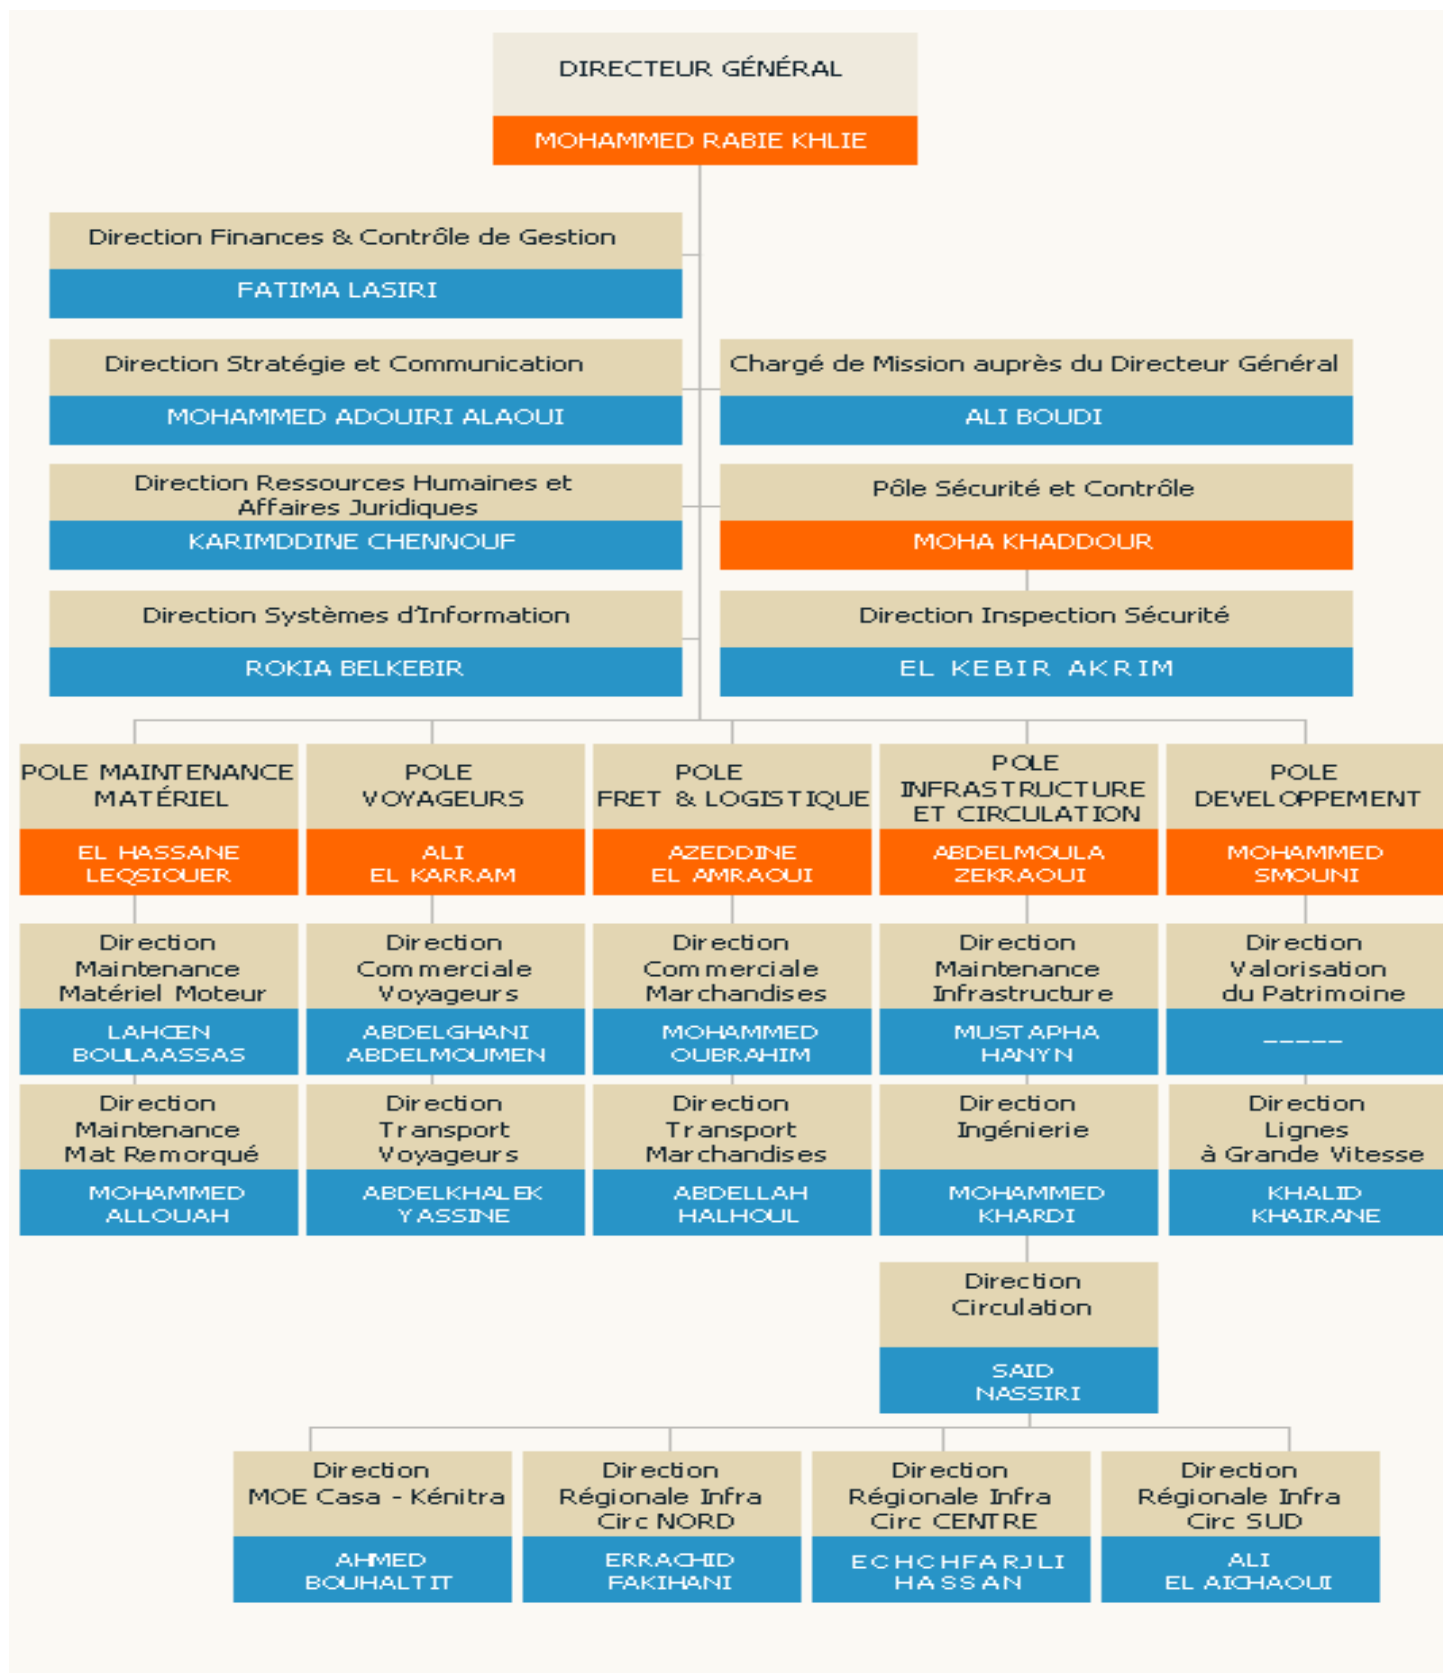 DIRECTEUR GÉNÉRAL
MOHAMMED RABIE KHLIE
Direction Finances & Contrôle de Gestion
FATIMA LASIRI
Direction Stratégie et Communication
MOHAMMED ADOUIRI ALAOUI
Chargé de Mission auprès du Directeur Général
ALI BOUDI
Direction Ressources Humaines et
Affaires Juridiques
KARIMDDINE CHENNOUF
Pôle Sécurité et Contrôle
MOHA KHADDOUR
Direction Systèmes d'Information
ROKIA BELKEBIR
Direction Inspection Sécurité
EL KEBIR AKRIM
POLE MAINTENANCE
MATÉRIEL
EL HASSANE
LEQSIOUER
POLE
VOYAGEURS
ALI
EL KARRAM
POLE
FRET & LOGISTIQUE
AZEDDINE
EL AMRAOUI
POLE
INFRASTRUCTURE
ET CIRCULATION
ABDELMOULA
ZEKRAOUI
POLE
DEVELOPPEMENT
MOHAMMED
SMOUNI
Direction
Maintenance
Matériel Moteur
LAHCEN
BOULAASSAS
Direction
Commerciale
Voyageurs
ABDELGHANI
ABDELMOUMEN
Direction
Commerciale
Marchandises
MOHAMMED
OUBRAHIM
Direction
Maintenance
Infrastructure
MUSTAPHA
HANYN
Direction
Valorisation
du Patrimoine
_____
Direction
Maintenance
Mat Remorqué
MOHAMMED
ALLOUAH
Direction
Transport
Voyageurs
ABDELKHALEK
YASSINE
Direction
Transport
Marchandises
ABDELLAH
HALHOUL
Direction
Ingénierie
MOHAMMED
KHARDI
Direction
Lignes
à Grande Vitesse
KHALID
KHAIRANE
Direction
Circulation
SAID
NASSIRI
Direction
MOE Casa - Kénitra
AHMED
BOUHALTIT
Direction
Régionale Infra
Circ NORD
ERRACHID
FAKIHANI
Direction
Régionale Infra
Circ CENTRE
ECHCHFARJLI
HASSAN
Direction
Régionale Infra
Circ SUD
ALI
EL AICHAOUI